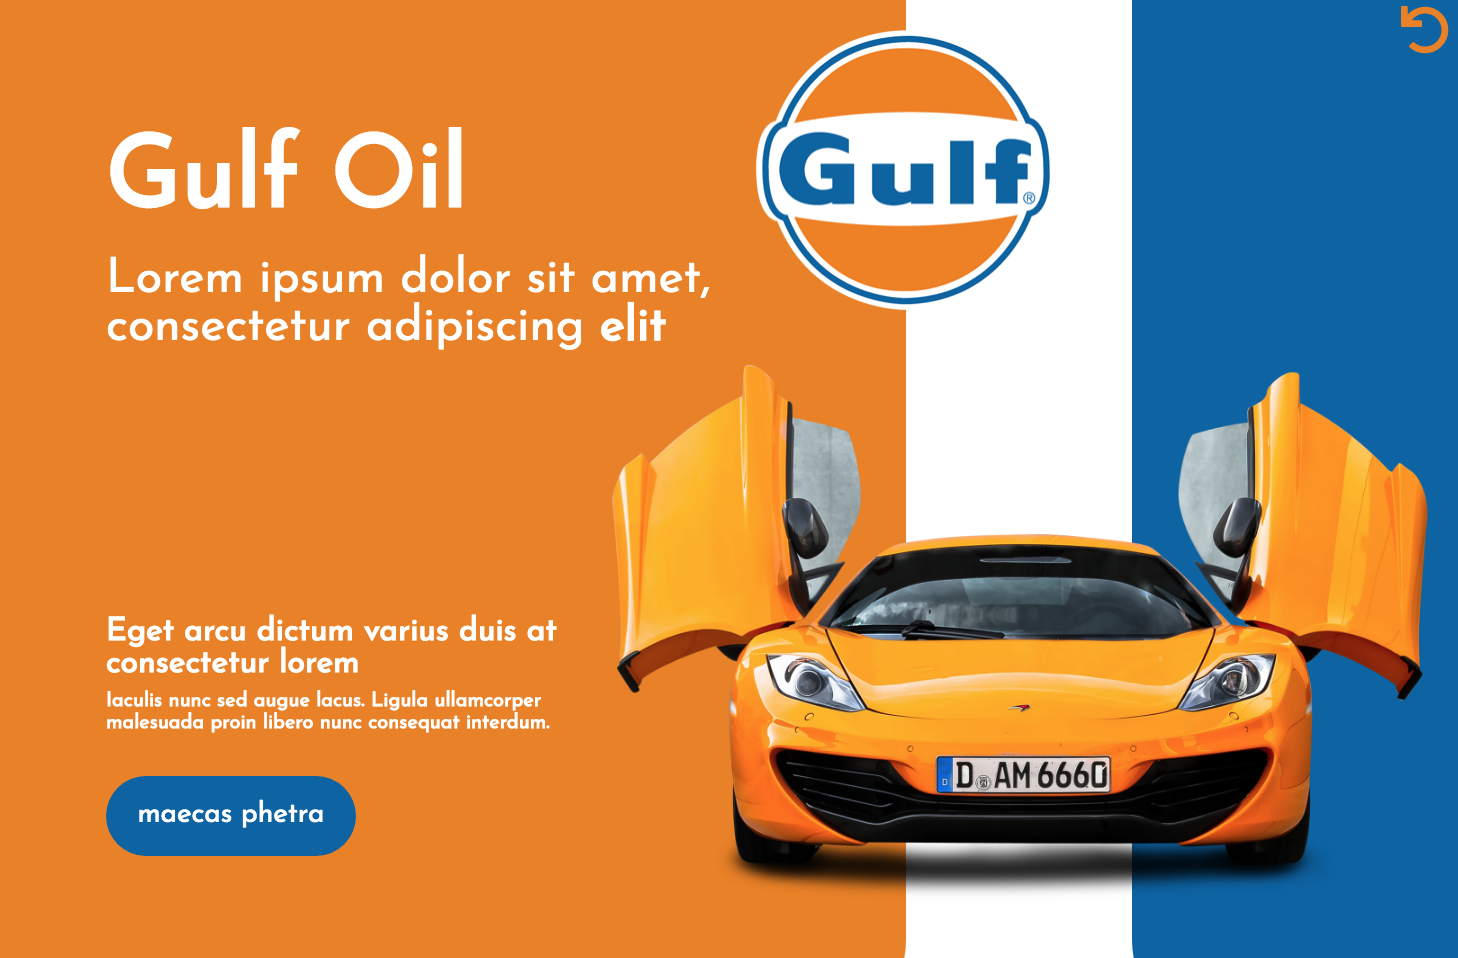 Gulf Oil
Gulf®
Lorem ipsum dolor sit amet,
consectetur adipiscing elit
Eget arcu dictum varius duis at
consectetur lorem
Iaculis nunc sed augue lacus. Ligula ullamcorper
malesuada proin libero nunc consequat interdum.
D AM 6660
maecas phetra